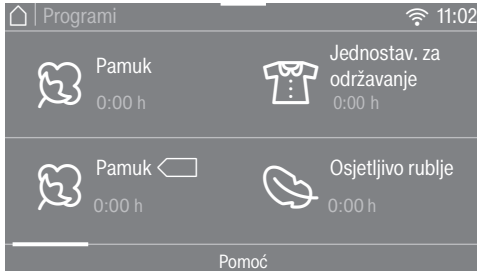 Programi 11:02
Pamuk
0:00 h
Jednostav. za
održavanje
0:00 h
Pamuk
0:00 h
Osjetljivo rublje
0:00 h
Pomoć